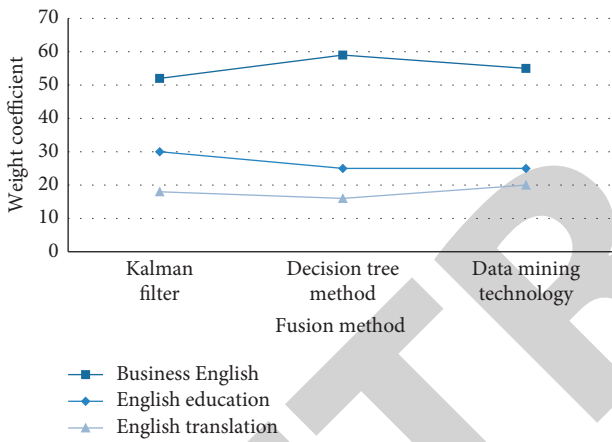 70
60
50
40
30
20
10
0
Weight coefficient
Kalman
filter
Decision tree
method
Data mining
technology
Fusion method
Business English
English education
English translation
TR